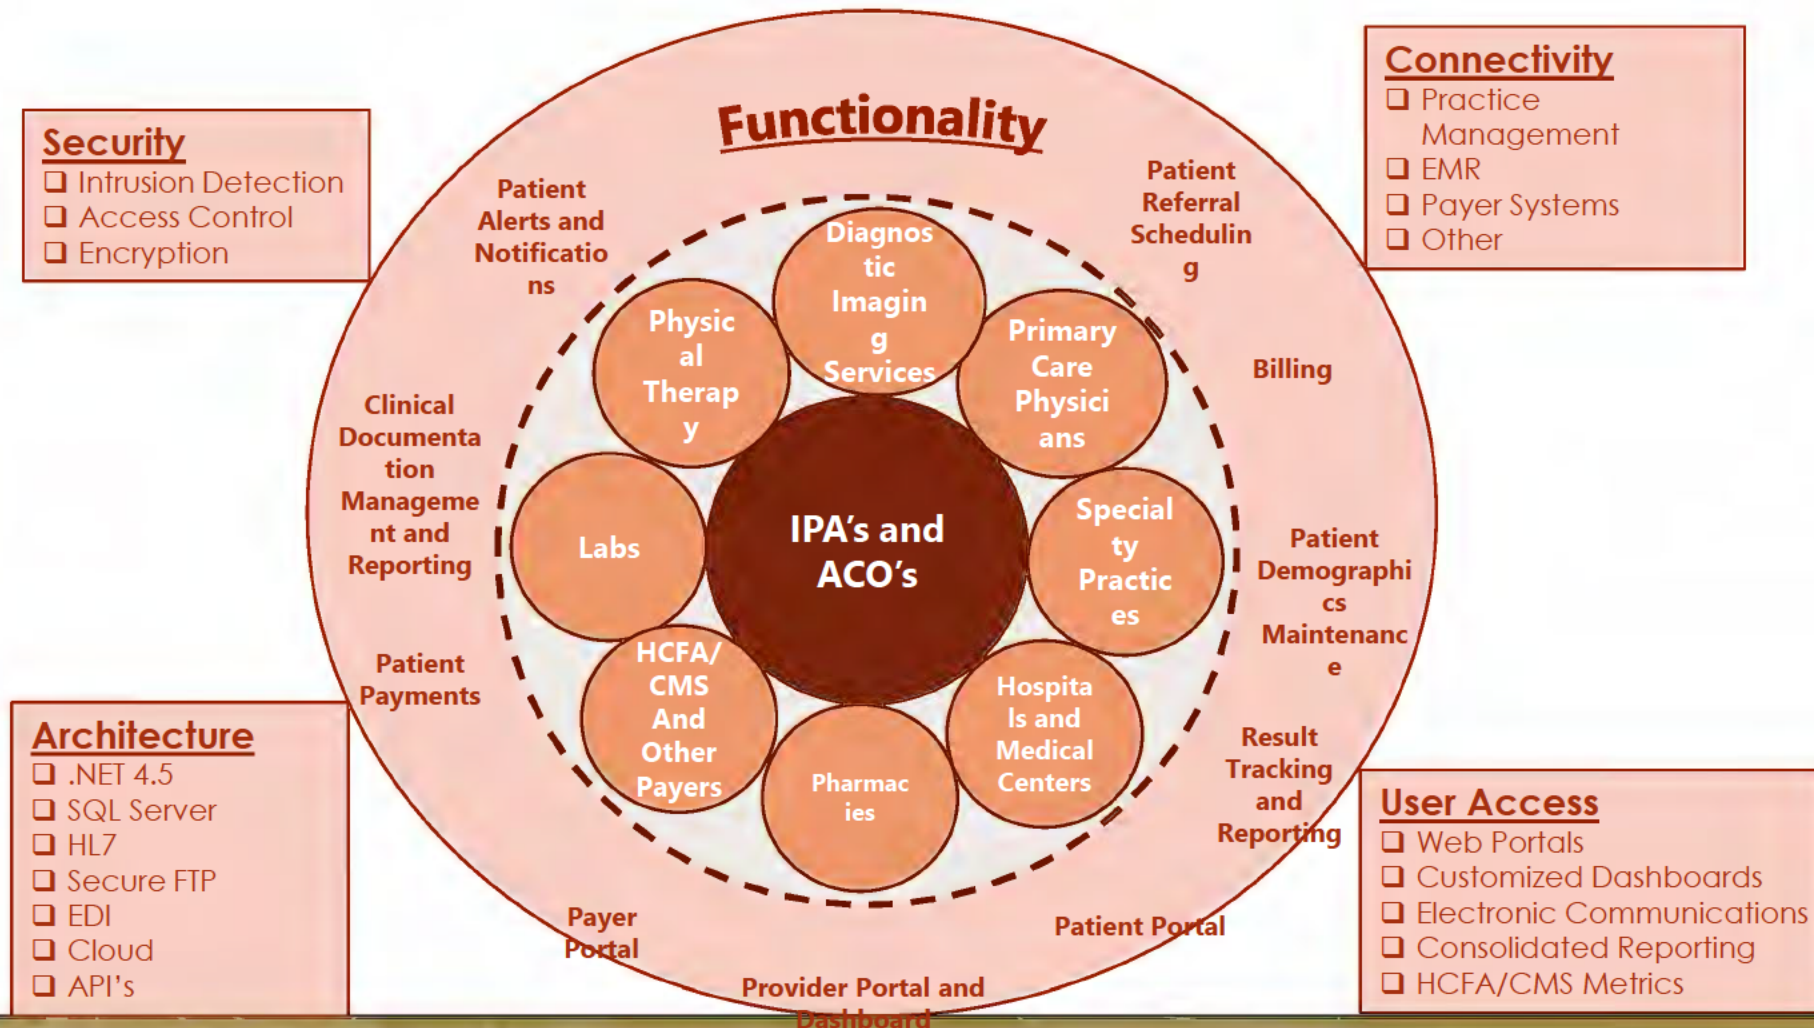 Functionality
Security
Intrusion Detection
Access Control
Encryption
Connectivity
Practice
Management
EMR
Payer Systems
Other
Patient
Alerts and
Notificatio
ns
Patient
Referral
Schedulin
g
Billing
Patient
Demographi
cs
Maintenanc
e
Result
Tracking
and
Reporting
Patient Portal
Provider Portal and
Dashboard
Payer
Portal
Patient
Payments
Clinical
Documenta
tion
Manageme
nt and
Reporting
Diagnos
tic
Imagin
g
Services
Primary
Care
Physici
ans
Special
ty
Practic
es
Hospita
ls and
Medical
Centers
Pharmac
ies
HCFA/
CMS
And
Other
Payers
Labs
Physic
al
Therap
y
IPA's and
ACO's
Architecture
.NET 4.5
SQL Server
HL7
Secure FTP
EDI
Cloud
API's
User Access
Web Portals
Customized Dashboards
Electronic Communications
Consolidated Reporting
HCFA/CMS Metrics